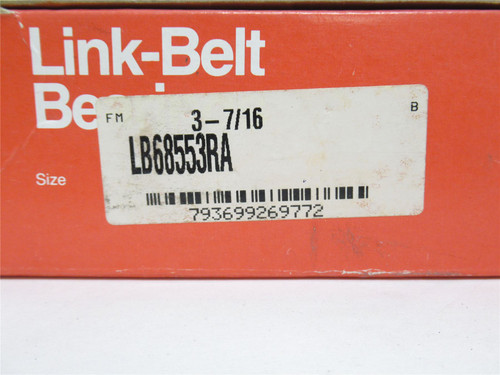 Link-Belt
FM 3-7/16 B
LB68553RA
Size
793699269772